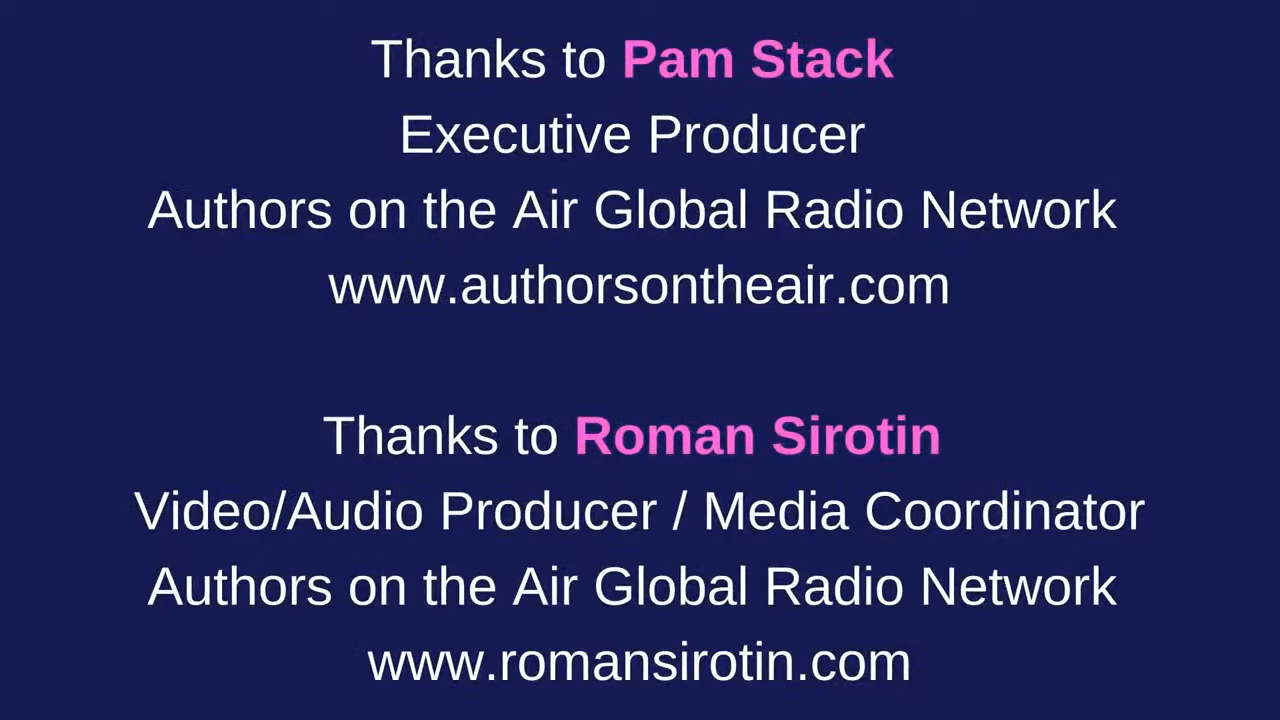 Thanks to Pam Stack
Executive Producer
Authors on the Air Global Radio Network
www.authorsontheair.com
Thanks to Roman Sirotin
Video/Audio Producer / Media Coordinator
Authors on the Air Global Radio Network
www.romansirotin.com